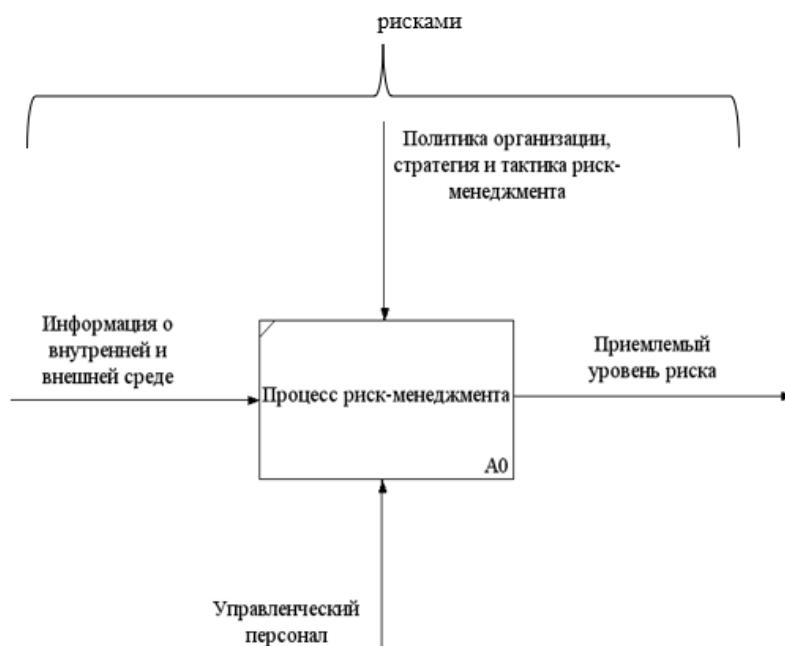 рисками
Политика организации,
стратегия и тактика риск-
менеджмента
Информация о
внутренней и
внешней среде
Процесс риск-менеджмента
A0
Приемлемый
уровень риска
Управленческий
персонал